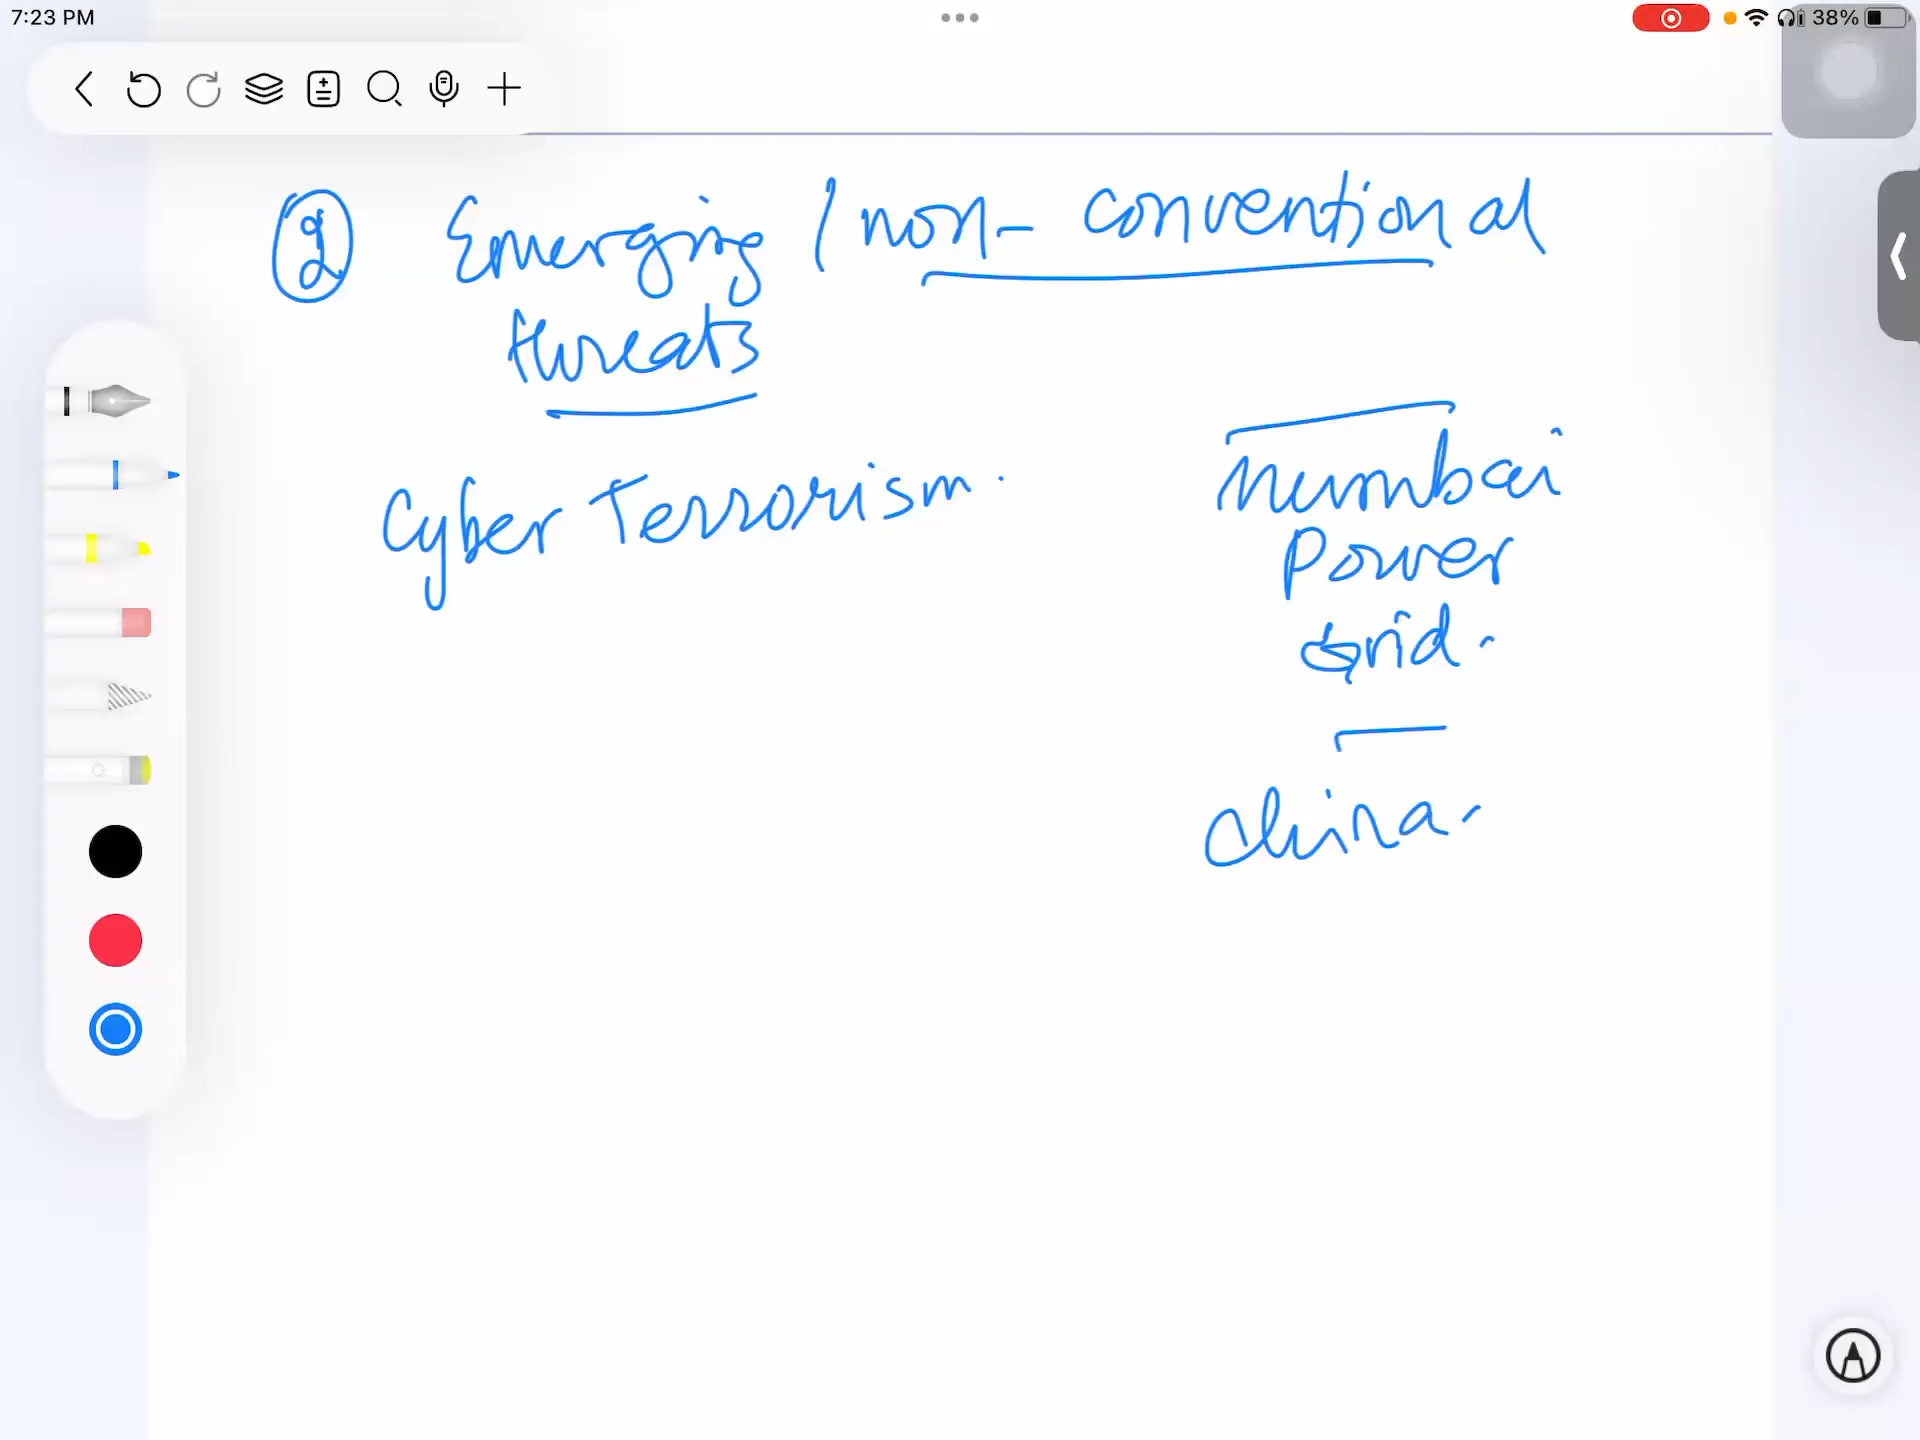 7:23 PM
38%
② Emerging / non- conventional
threats
Cyber Terrorism.
Mumbai
Power
Grid.
China.